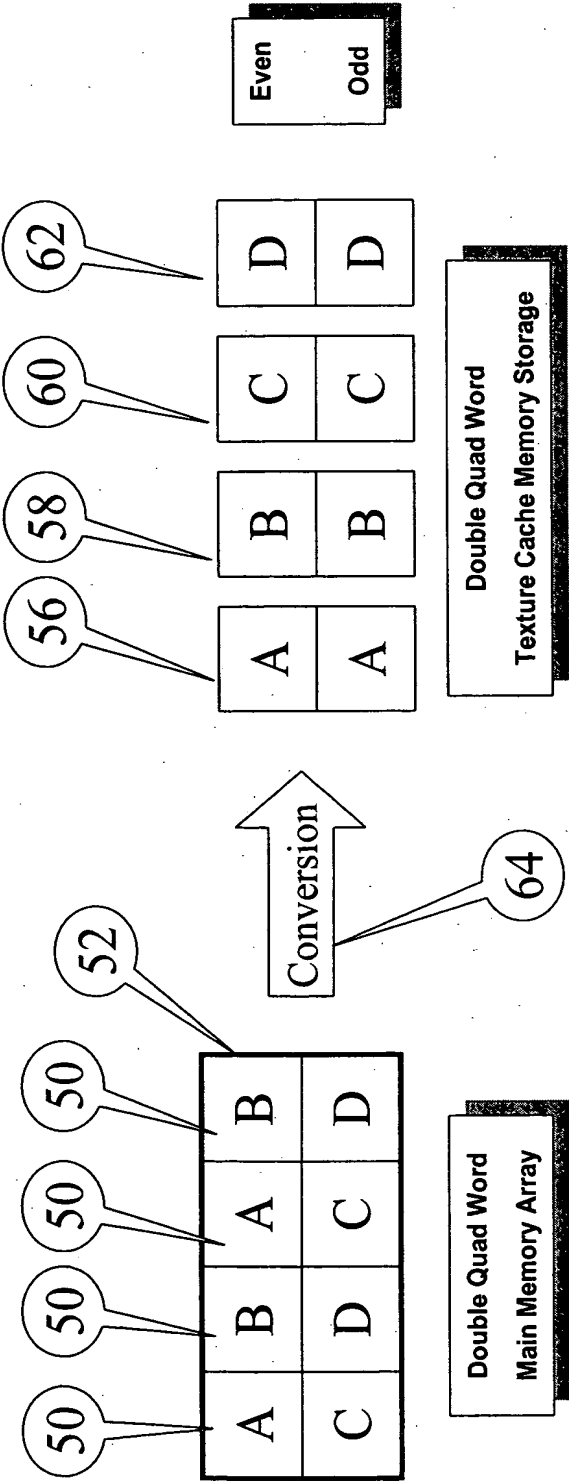 50 50 50 50 52
A B A B
C D C D
Double Quad Word
Main Memory Array
Conversion
64
56 58 60 62
A B C D
A B C D
Double Quad Word
Texture Cache Memory Storage
Even
Odd